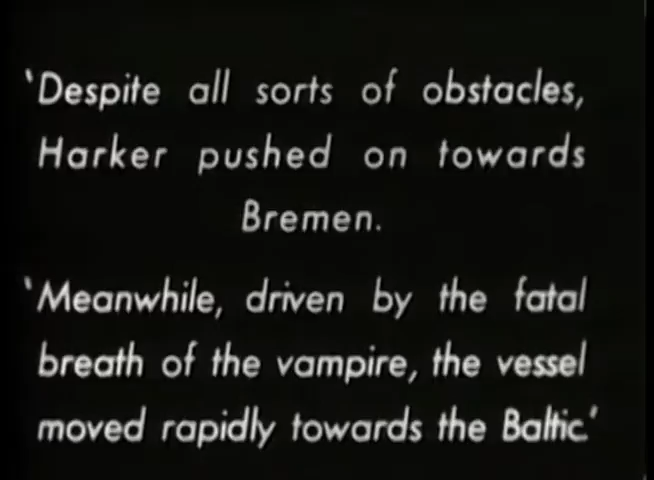 'Despite all sorts of obstacles,
Harker pushed on towards
Bremen.
'Meanwhile, driven by the fatal
breath of the vampire, the vessel
moved rapidly towards the Baltic.'